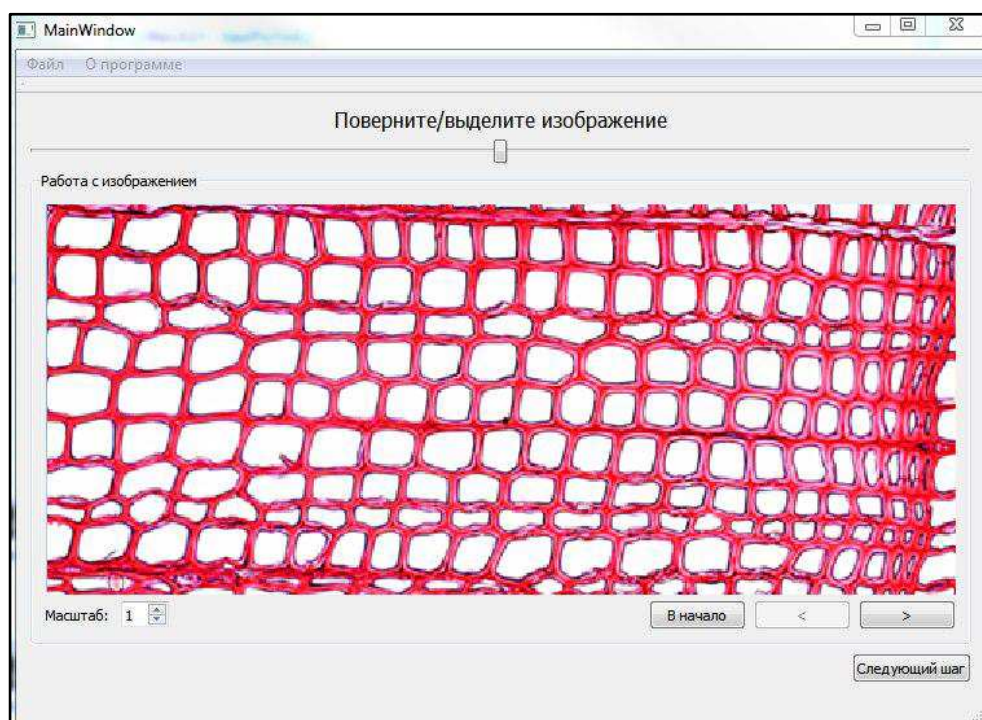 MainWindow
Файл О программе
Поверните/выделите изображение
Работа с изображением
Масштаб: 1
В начало < >
Следующий шаг